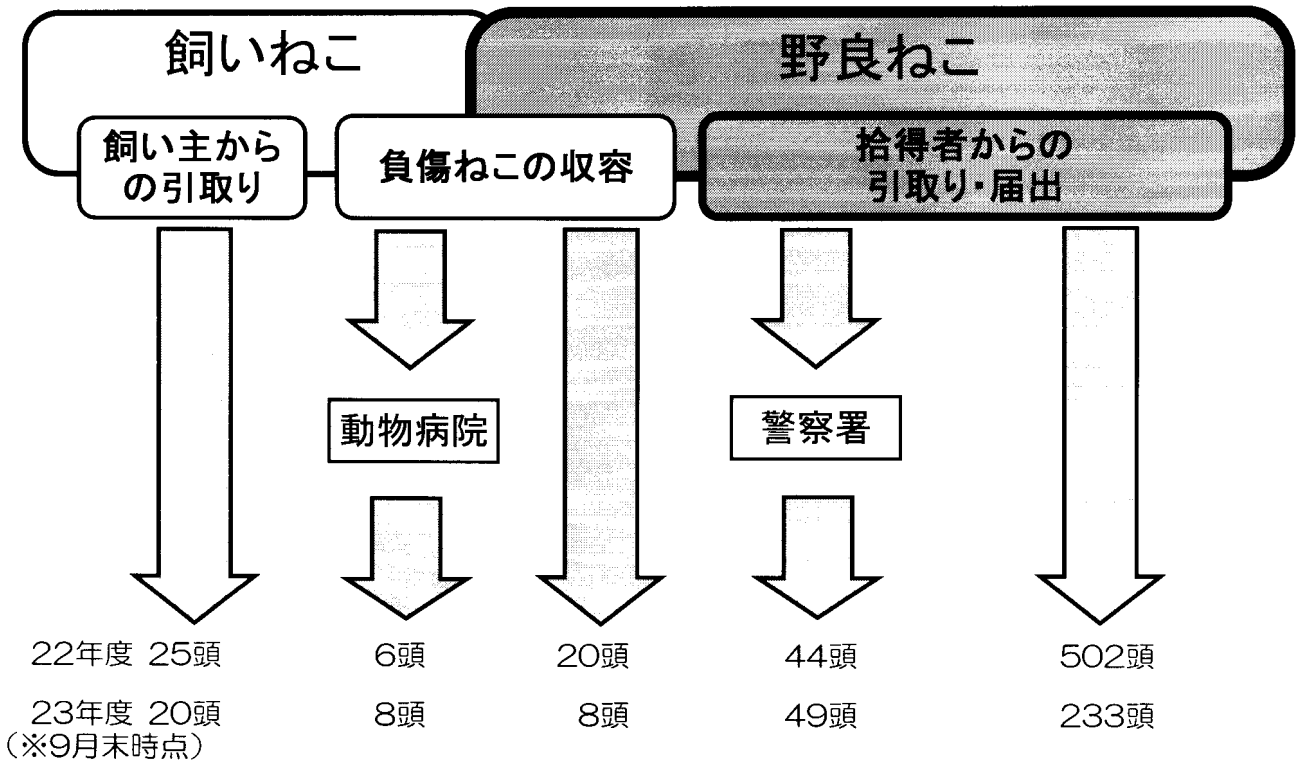 飼いねこ
野良ねこ
飼い主から
の引取り
負傷ねこの収容
拾得者からの
引取り・届出
動物病院
警察署
22年度 25頭 6頭 20頭 44頭 502頭
23年度 20頭 8頭 8頭 49頭 233頭
(※9月末時点)